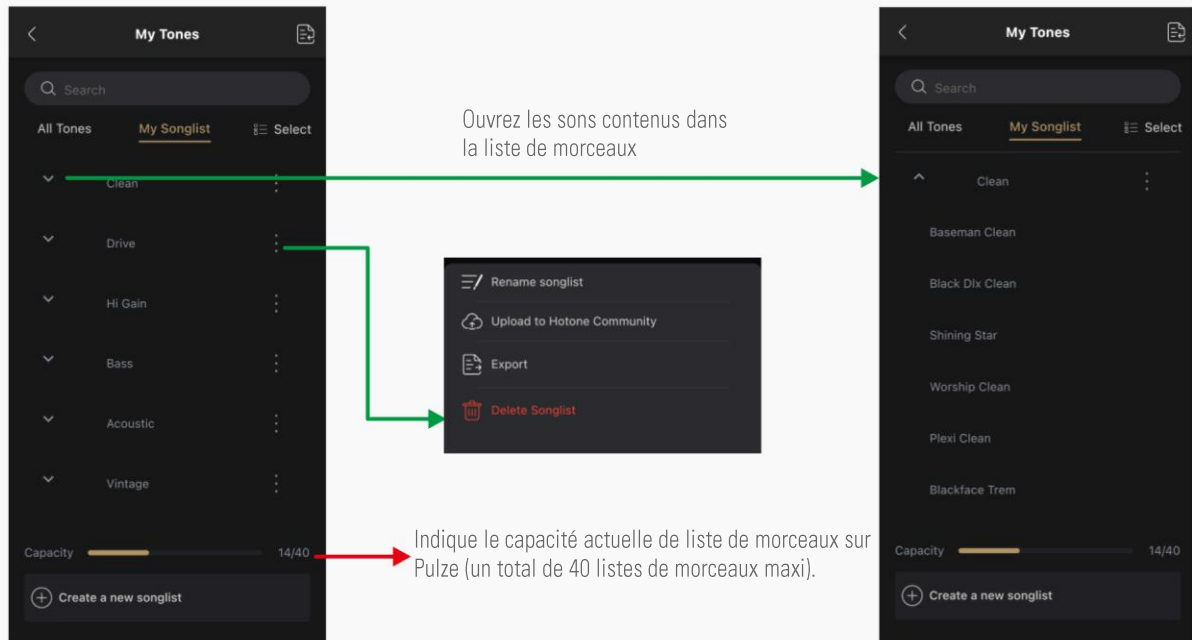 My Tones
Search
All Tones My Songlist Select
Clean
Drive
Hi Gain
Bass
Acoustic
Vintage
Capacity 14/40
Create a new songlist
Ouvrez les sons contenus dans
la liste de morceaux
Rename songlist
Upload to Hotone Community
Export
Delete Songlist
Indique le capacité actuelle de liste de morceaux sur
Pulze (un total de 40 listes de morceaux maxi).
My Tones
Search
All Tones My Songlist Select
Clean
Baseman Clean
Black Dlx Clean
Shining Star
Worship Clean
Plexi Clean
Blackface Trem
Capacity 14/40
Create a new songlist